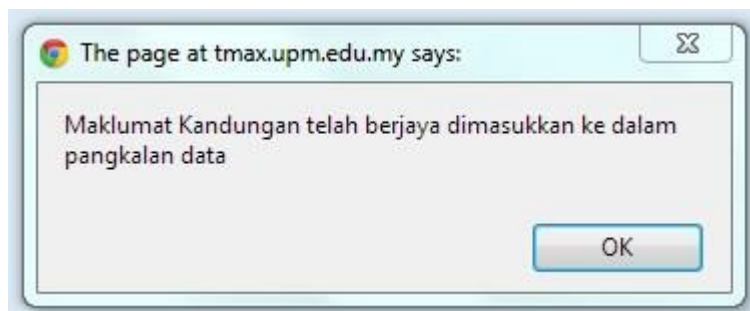 The page at tmax.upm.edu.my says:
Maklumat Kandungan telah berjaya dimasukkan ke dalam
pangkalan data
OK